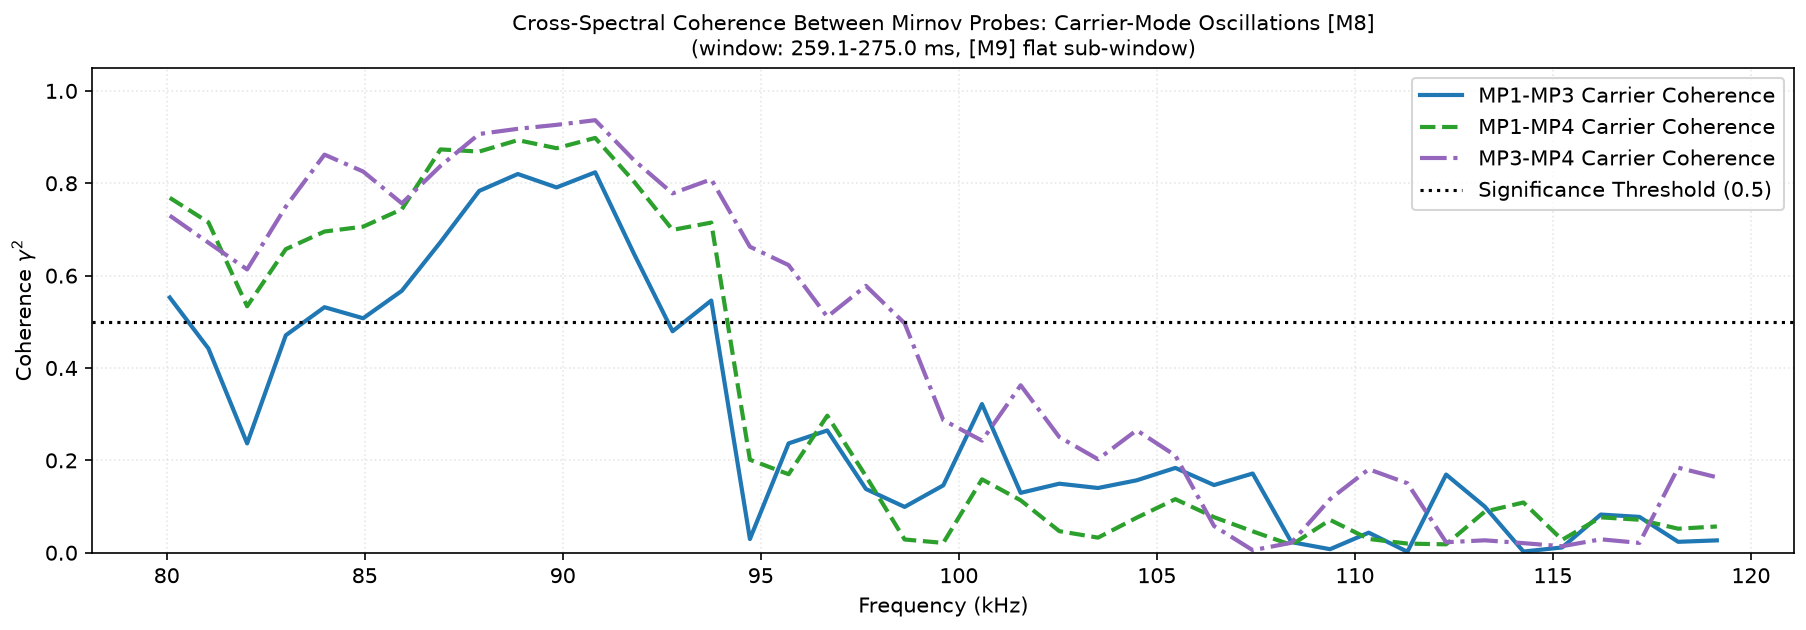 Cross-Spectral Coherence Between Mirnov Probes: Carrier-Mode Oscillations [M8]
(window: 259.1-275.0 ms, [M9] flat sub-window)
MP1-MP3 Carrier Coherence
MP1-MP4 Carrier Coherence
MP3-MP4 Carrier Coherence
Significance Threshold (0.5)
Coherence γ²
1.0
0.8
0.6
0.4
0.2
0.0
80
85
90
95
100
105
110
115
120
Frequency (kHz)